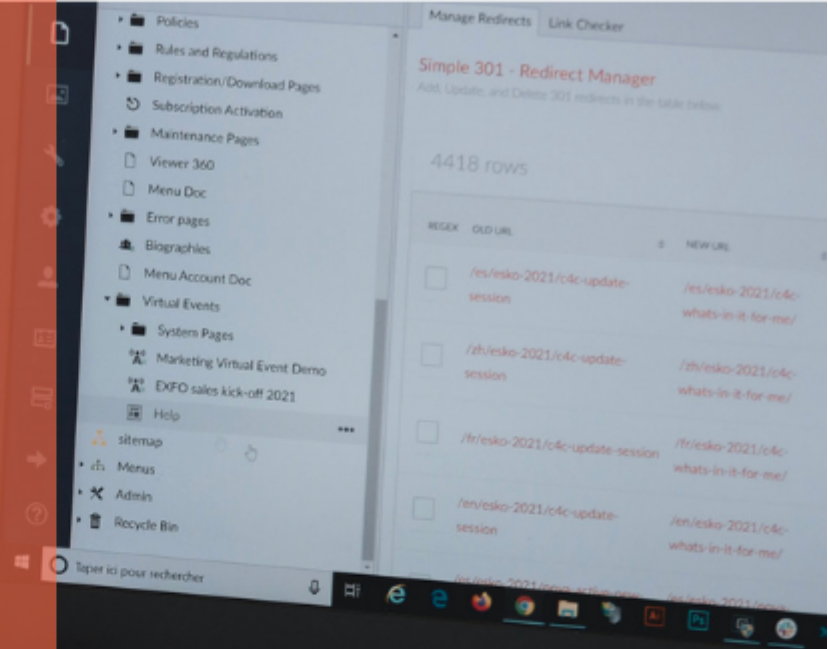 Policies
Rules and Regulations
Registration/Download Pages
Subscription Activation
Maintenance Pages
Viewer 360
Menu Doc
Error pages
Biographies
Menu Account Doc
Virtual Events
System Pages
Marketing Virtual Event Demo
EXFO sales kick-off 2021
Help
sitemap
Menus
Admin
Recycle Bin
Manage Redirects
Link Checker
Simple 301 - Redirect Manager
Add, Update, and Delete 301 redirects in the table below.
4418 rows
REGEX OLD URL NEW URL
/es/esko-2021/c4c-update-
session
/es/esko-2021/c4c-
whats-in-it-for-me/
/zh/esko-2021/c4c-update-
session
/zh/esko-2021/c4c-
whats-in-it-for-me/
/fr/esko-2021/c4c-update-session
/fr/esko-2021/c4c-
whats-in-it-for-me/
/en/esko-2021/c4c-update-
session
/en/esko-2021/c4c-
whats-in-it-for-me/
Taper ici pour rechercher
Ai
Ps